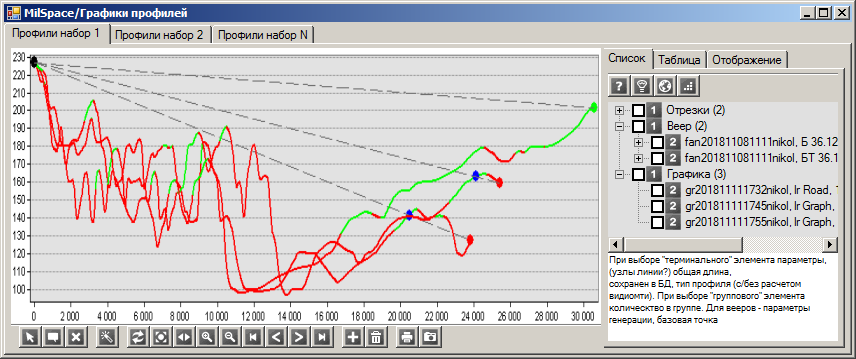 MilSpace/Графики профилей
Профили набор 1 Профили набор 2 Профили набор N
230
220
210
200
190
180
170
160
150
140
130
120
110
100
0 2 000 4 000 6 000 8 000 10 000 12 000 14 000 16 000 18 000 20 000 22 000 24 000 26 000 28 000 30 000
Список Таблица Отображение
1 Отрезки (2)
1 Веер (2)
2 fan201811081111nikol, Б 36.12
2 fan201811081111nikol, БТ 36.1
1 Графика (3)
2 gr201811111732nikol, lr Road,
2 gr201811111745nikol, lr Graph,
2 gr201811111755nikol, lr Graph,
При выборе "терминального" элемента параметры,
(узлы линии?) общая длина,
сохранен в БД, тип профиля (с/без расчетом
видиомти). При выборе "группового" элемента
количекство в группе. Для вееров - параметры
генерации, базовая точка